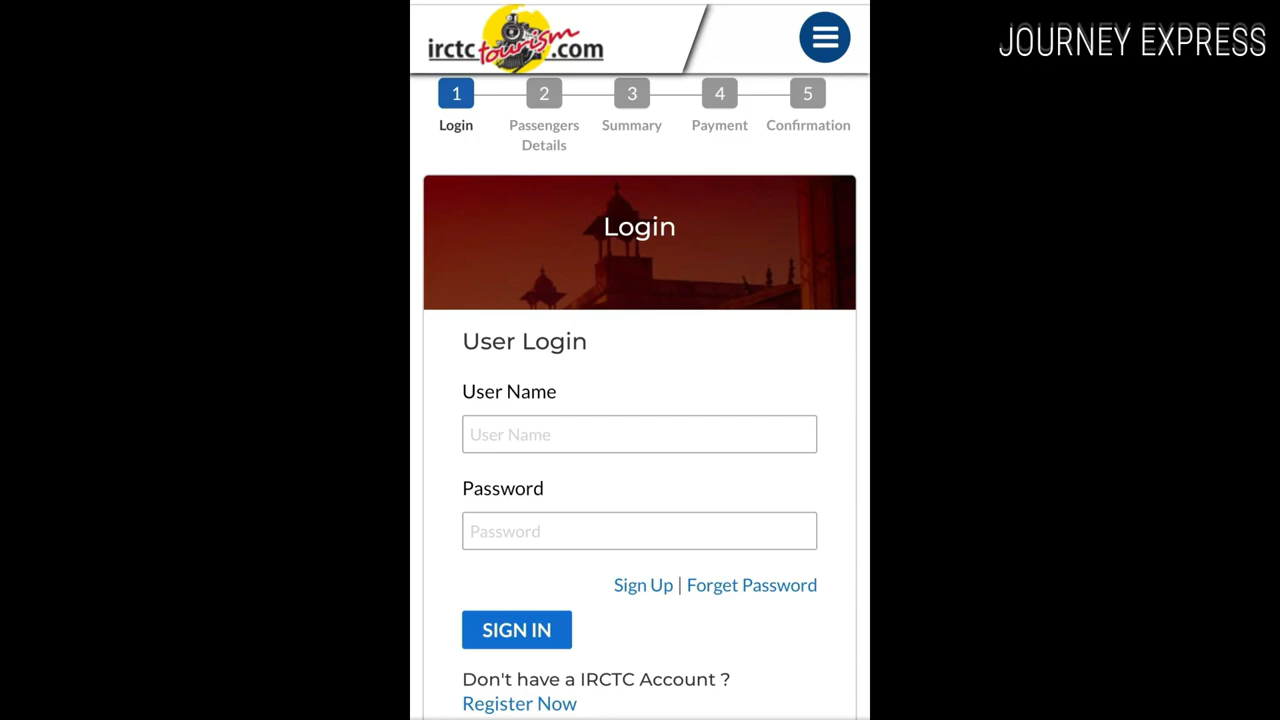 irctctourism.com
JOURNEY EXPRESS
1 2 3 4 5
Login Passengers Details Summary Payment Confirmation
Login
User Login
User Name
User Name
Password
Password
Sign Up | Forget Password
SIGN IN
Don't have a IRCTC Account ?
Register Now